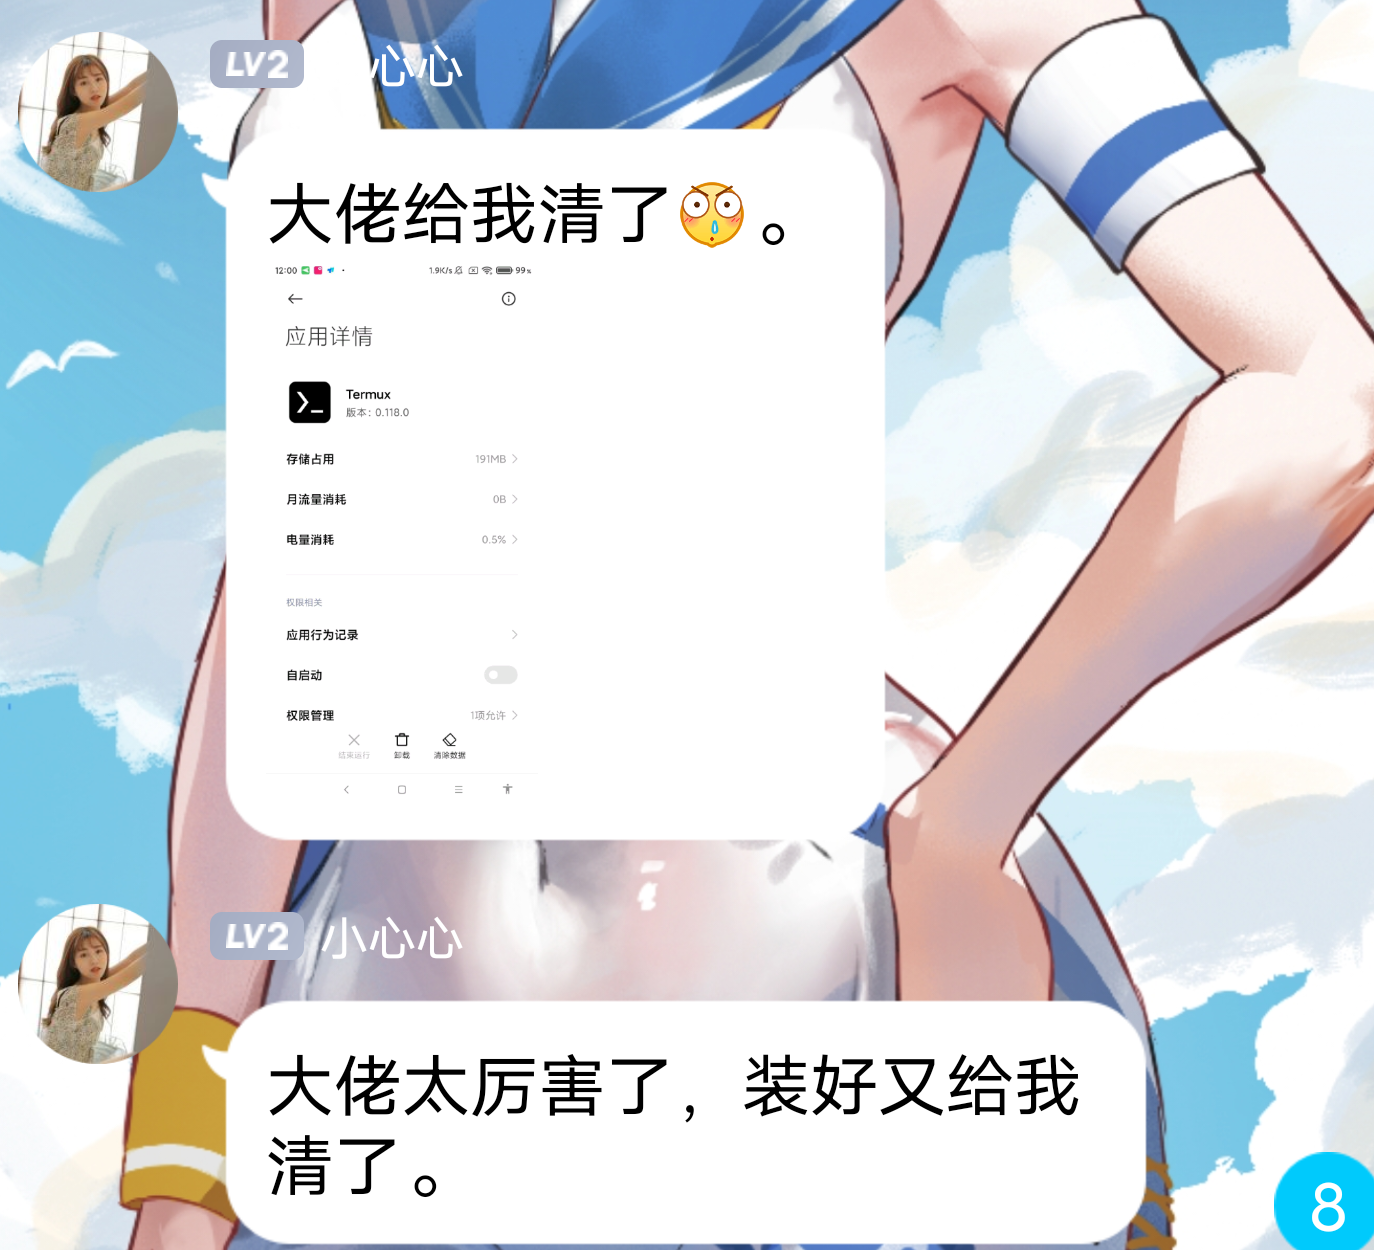 LV2 心心
大佬给我清了。
12:00 1.9K/s 99%
应用详情
Termux
版本：0.118.0
存储占用 191MB
月流量消耗 0B
电量消耗 0.5%
权限相关
应用行为记录
自启动
权限管理 1项允许
结束运行 卸载 清除数据
LV2 小心心
大佬太厉害了，装好又给我
清了。
8